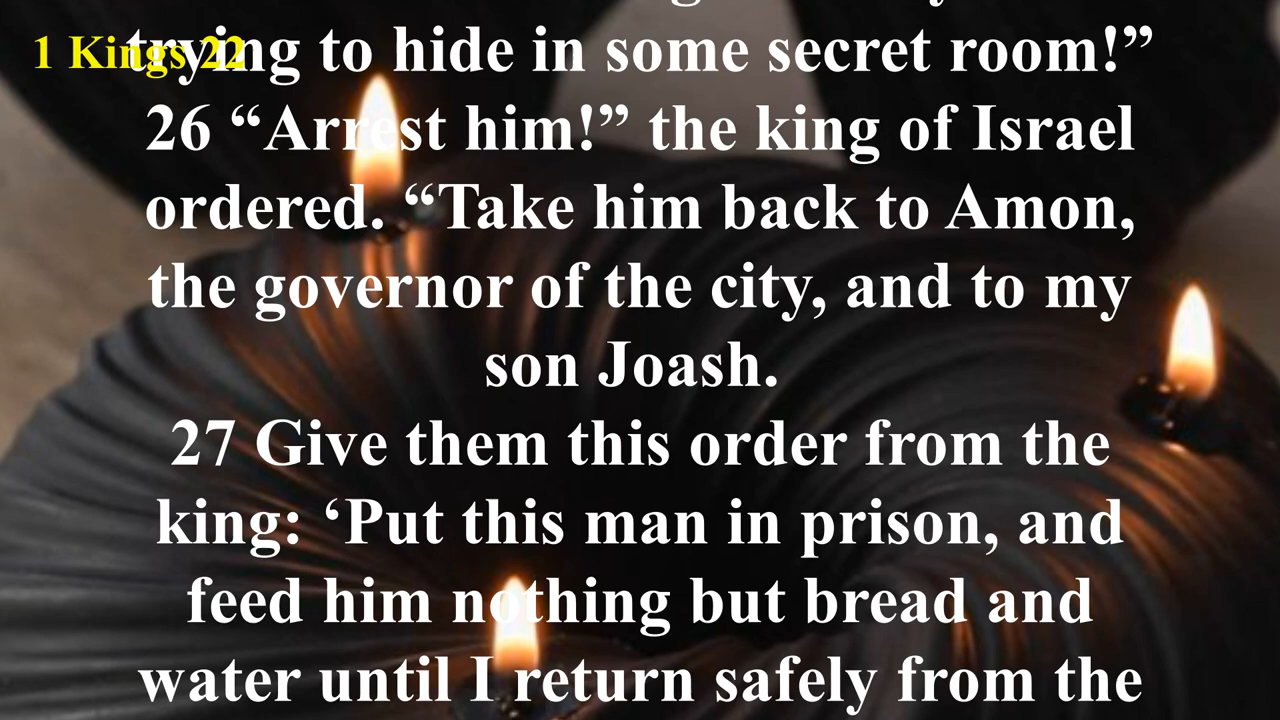 1 Kings 22
trying to hide in some secret room!”
26 “Arrest him!” the king of Israel
ordered. “Take him back to Amon,
the governor of the city, and to my
son Joash.
27 Give them this order from the
king: ‘Put this man in prison, and
feed him nothing but bread and
water until I return safely from the